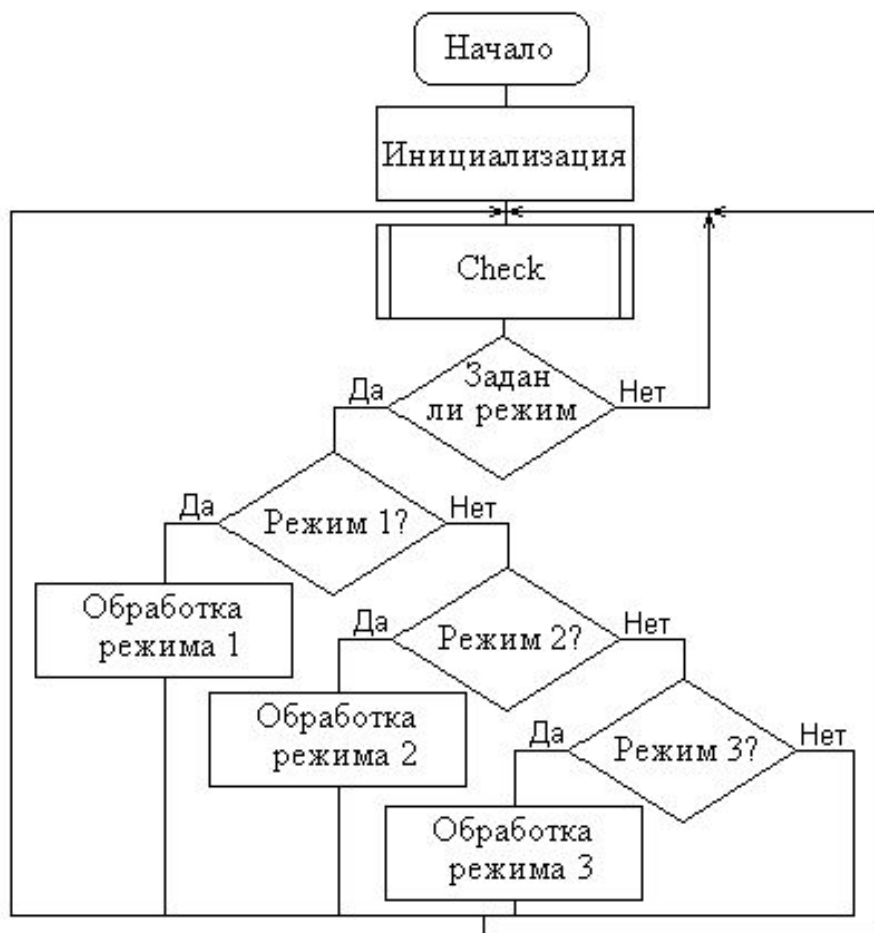 Начало
Инициализация
Check
Задан
ли режим
Да
Нет
Режим 1?
Да
Нет
Обработка
режима 1
Режим 2?
Да
Нет
Обработка
режима 2
Режим 3?
Да
Нет
Обработка
режима 3